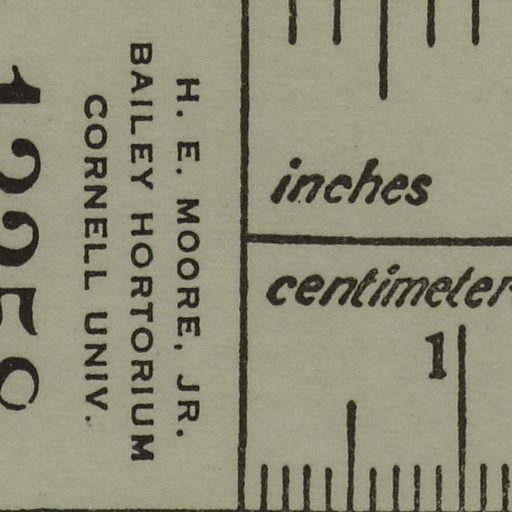 H. E. MOORE, JR.
BAILEY HORTORIUM
CORNELL UNIV.
inches
centimeter
1